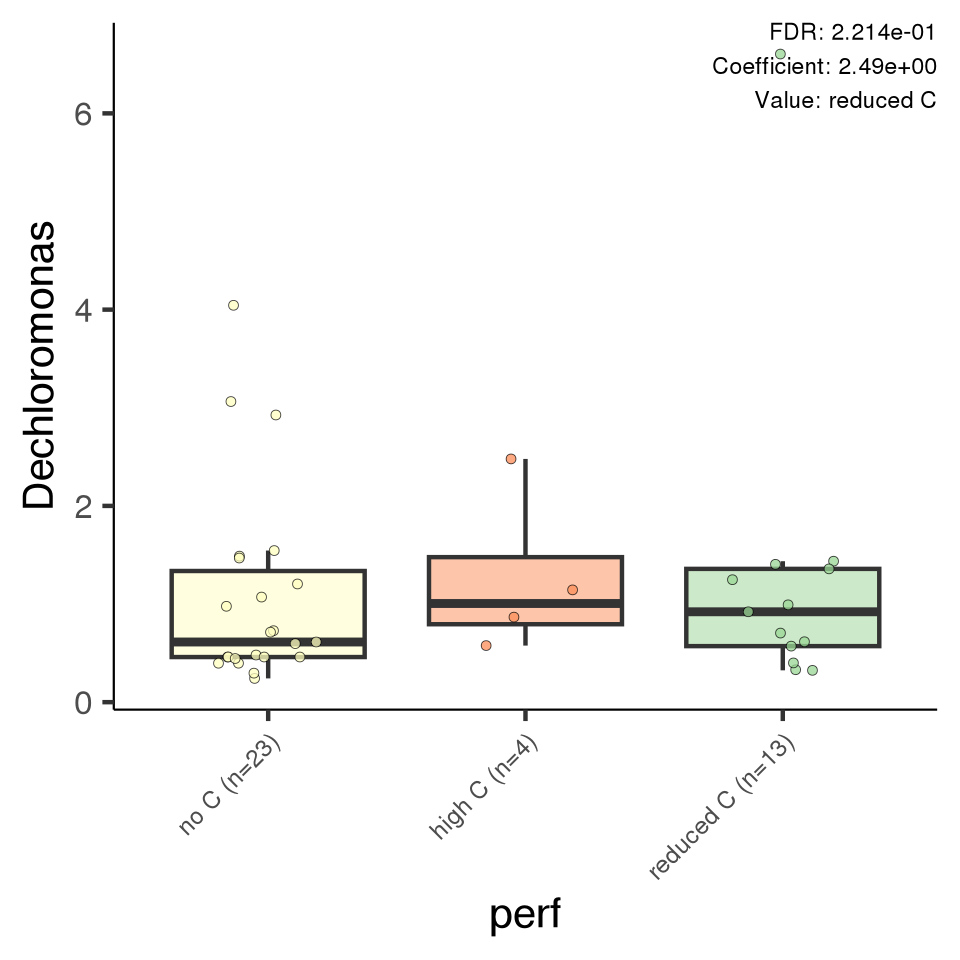 FDR: 2.214e-01
Coefficient: 2.49e+00
Value: reduced C
6
4
2
0
Dechloromonas
no C (n=23)
high C (n=4)
reduced C (n=13)
perf